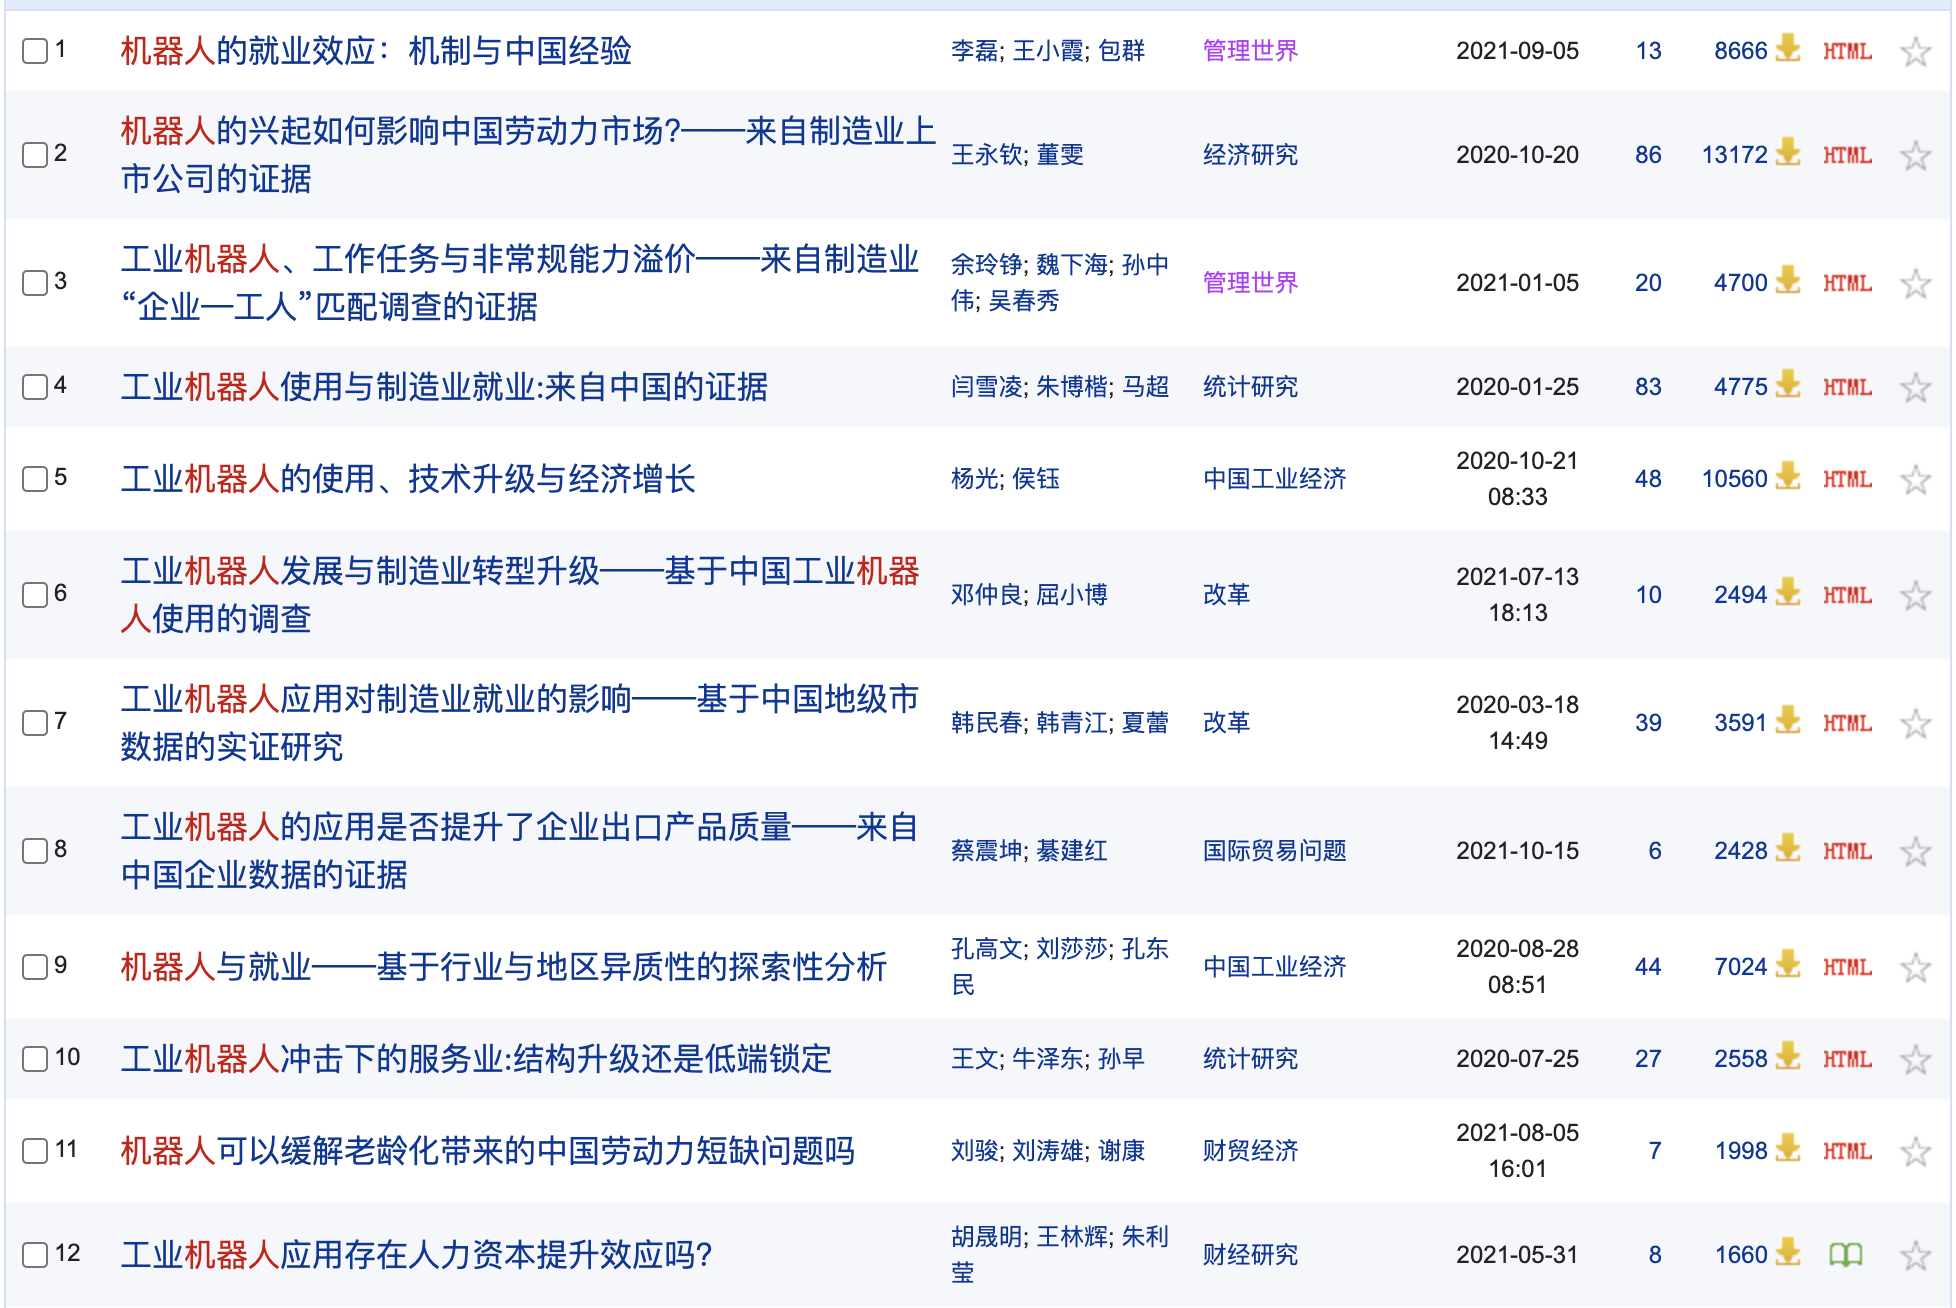 1 机器人的就业效应：机制与中国经验 李磊; 王小霞; 包群 管理世界 2021-09-05 13 8666 HTML
2 机器人的兴起如何影响中国劳动力市场?——来自制造业上
市公司的证据 王永钦; 董雯 经济研究 2020-10-20 86 13172 HTML
3 工业机器人、工作任务与非常规能力溢价——来自制造业
“企业—工人”匹配调查的证据 余玲铮; 魏下海; 孙中
伟; 吴春秀 管理世界 2021-01-05 20 4700 HTML
4 工业机器人使用与制造业就业:来自中国的证据 闫雪凌; 朱博楷; 马超 统计研究 2020-01-25 83 4775 HTML
5 工业机器人的使用、技术升级与经济增长 杨光; 侯钰 中国工业经济 2020-10-21
08:33 48 10560 HTML
6 工业机器人发展与制造业转型升级——基于中国工业机器
人使用的调查 邓仲良; 屈小博 改革 2021-07-13
18:13 10 2494 HTML
7 工业机器人应用对制造业就业的影响——基于中国地级市
数据的实证研究 韩民春; 韩青江; 夏蕾 改革 2020-03-18
14:49 39 3591 HTML
8 工业机器人的应用是否提升了企业出口产品质量——来自
中国企业数据的证据 蔡震坤; 綦建红 国际贸易问题 2021-10-15 6 2428 HTML
9 机器人与就业——基于行业与地区异质性的探索性分析 孔高文; 刘莎莎; 孔东
民 中国工业经济 2020-08-28
08:51 44 7024 HTML
10 工业机器人冲击下的服务业:结构升级还是低端锁定 王文; 牛泽东; 孙早 统计研究 2020-07-25 27 2558 HTML
11 机器人可以缓解老龄化带来的中国劳动力短缺问题吗 刘骏; 刘涛雄; 谢康 财贸经济 2021-08-05
16:01 7 1998 HTML
12 工业机器人应用存在人力资本提升效应吗? 胡晟明; 王林辉; 朱利
莹 财经研究 2021-05-31 8 1660